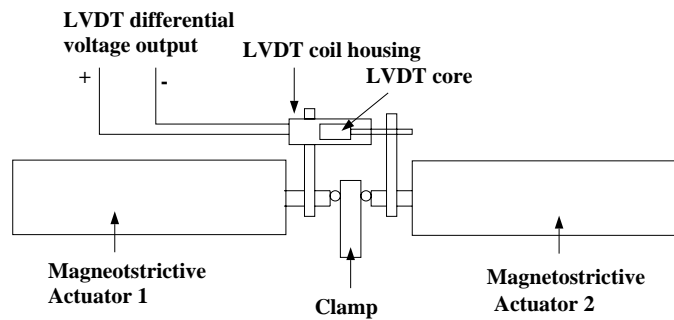 LVDT differential
voltage output
LVDT coil housing
LVDT core
+
-
Magneotstrictive
Actuator 1
Clamp
Magnetostrictive
Actuator 2